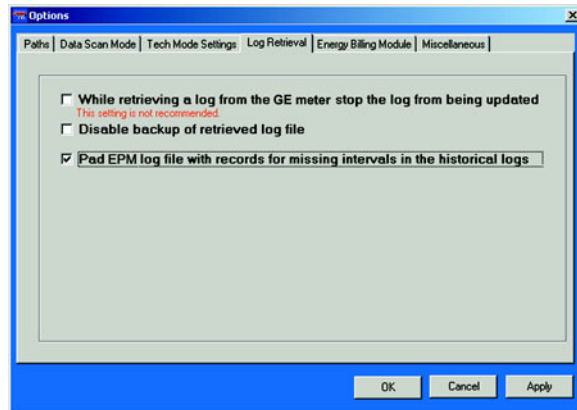 Options
Paths Data Scan Mode Tech Mode Settings Log Retrieval Energy Billing Module Miscellaneous
While retrieving a log from the GE meter stop the log from being updated
This setting is not recommended.
Disable backup of retrieved log file
Pad EPM log file with records for missing intervals in the historical logs
OK Cancel Apply